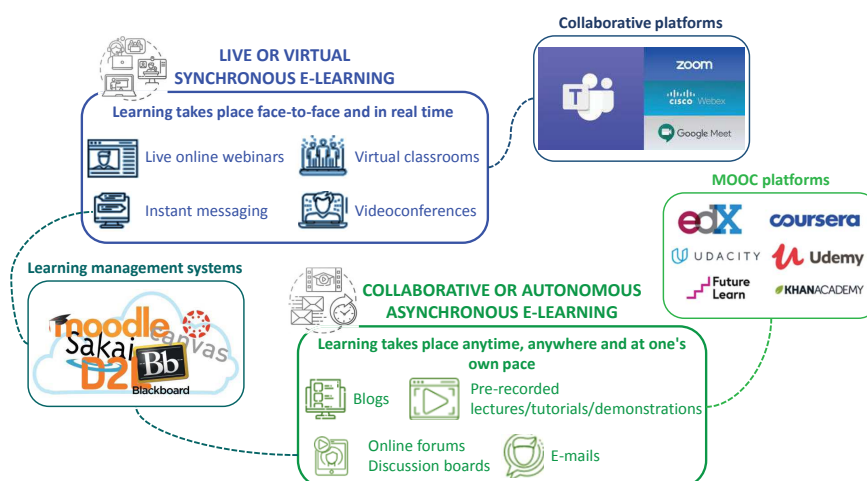 Collaborative platforms
LIVE OR VIRTUAL
SYNCHRONOUS E-LEARNING
Learning takes place face-to-face and in real time
Live online webinars
Virtual classrooms
Instant messaging
Videoconferences
T
zoom
CISCO Webex
Google Meet
MOOC platforms
edX
coursera
UDACITY
Udemy
Future
Learn
KHANACADEMY
Learning management systems
moodle
canvas
Sakai
D2L
Bb
Blackboard
COLLABORATIVE OR AUTONOMOUS
ASYNCHRONOUS E-LEARNING
Learning takes place anytime, anywhere and at one's
own pace
Blogs
Pre-recorded
lectures/tutorials/demonstrations
Online forums
Discussion boards
E-mails